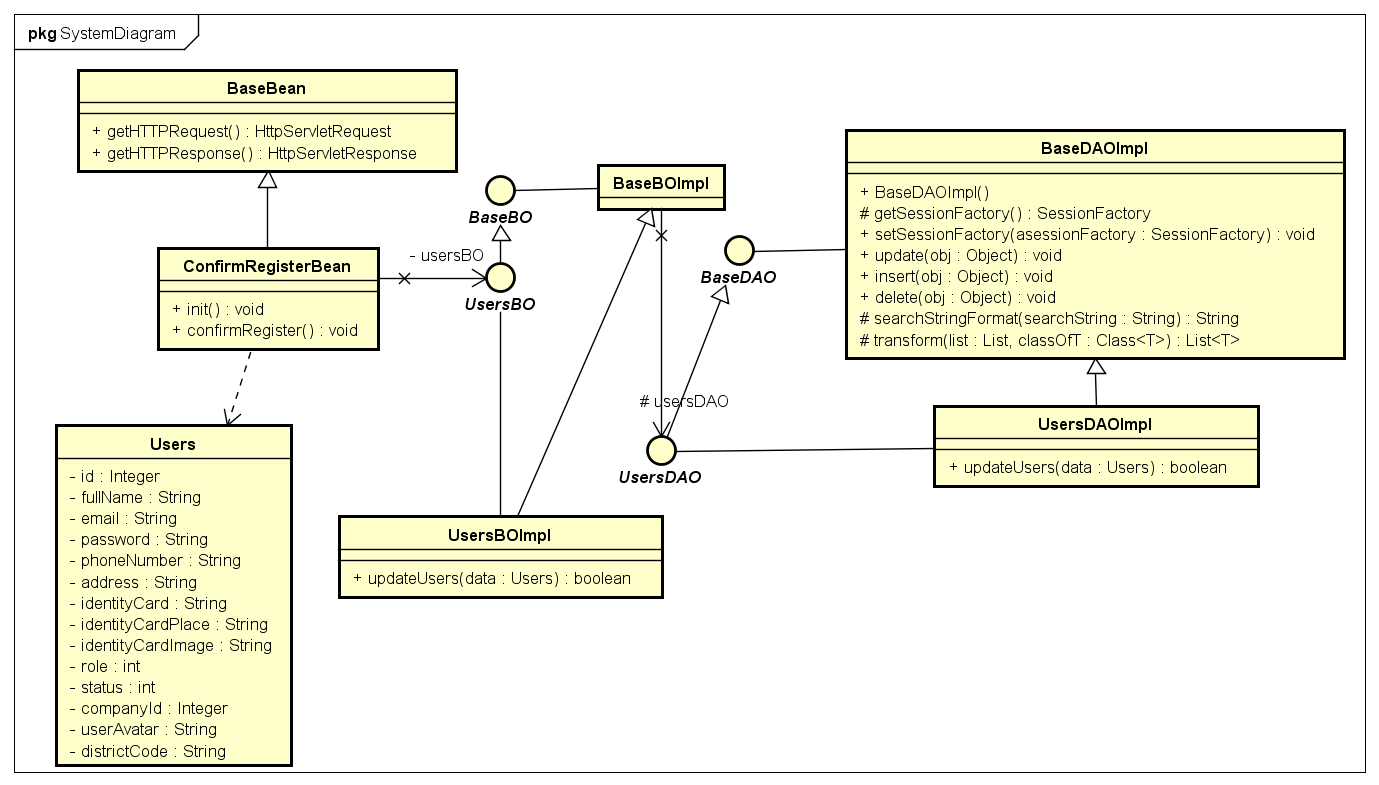 pkg SystemDiagram
BaseBean
+ getHTTPRequest() : HttpServletRequest
+ getHTTPResponse() : HttpServletResponse
BaseBO
BaseBOImpl
BaseDAOImpl
+ BaseDAOImpl()
# getSessionFactory() : SessionFactory
+ setSessionFactory(asessionFactory : SessionFactory) : void
+ update(obj : Object) : void
+ insert(obj : Object) : void
+ delete(obj : Object) : void
# searchStringFormat(searchString : String) : String
# transform(list : List, classOfT : Class<T>) : List<T>
BaseDAO
ConfirmRegisterBean
+ init() : void
+ confirmRegister() : void
- usersBO
UsersBO
# usersDAO
UsersDAO
UsersDAOImpl
+ updateUsers(data : Users) : boolean
Users
- id : Integer
- fullName : String
- email : String
- password : String
- phoneNumber : String
- address : String
- identityCard : String
- identityCardPlace : String
- identityCardImage : String
- role : int
- status : int
- companyId : Integer
- userAvatar : String
- districtCode : String
UsersBOImpl
+ updateUsers(data : Users) : boolean